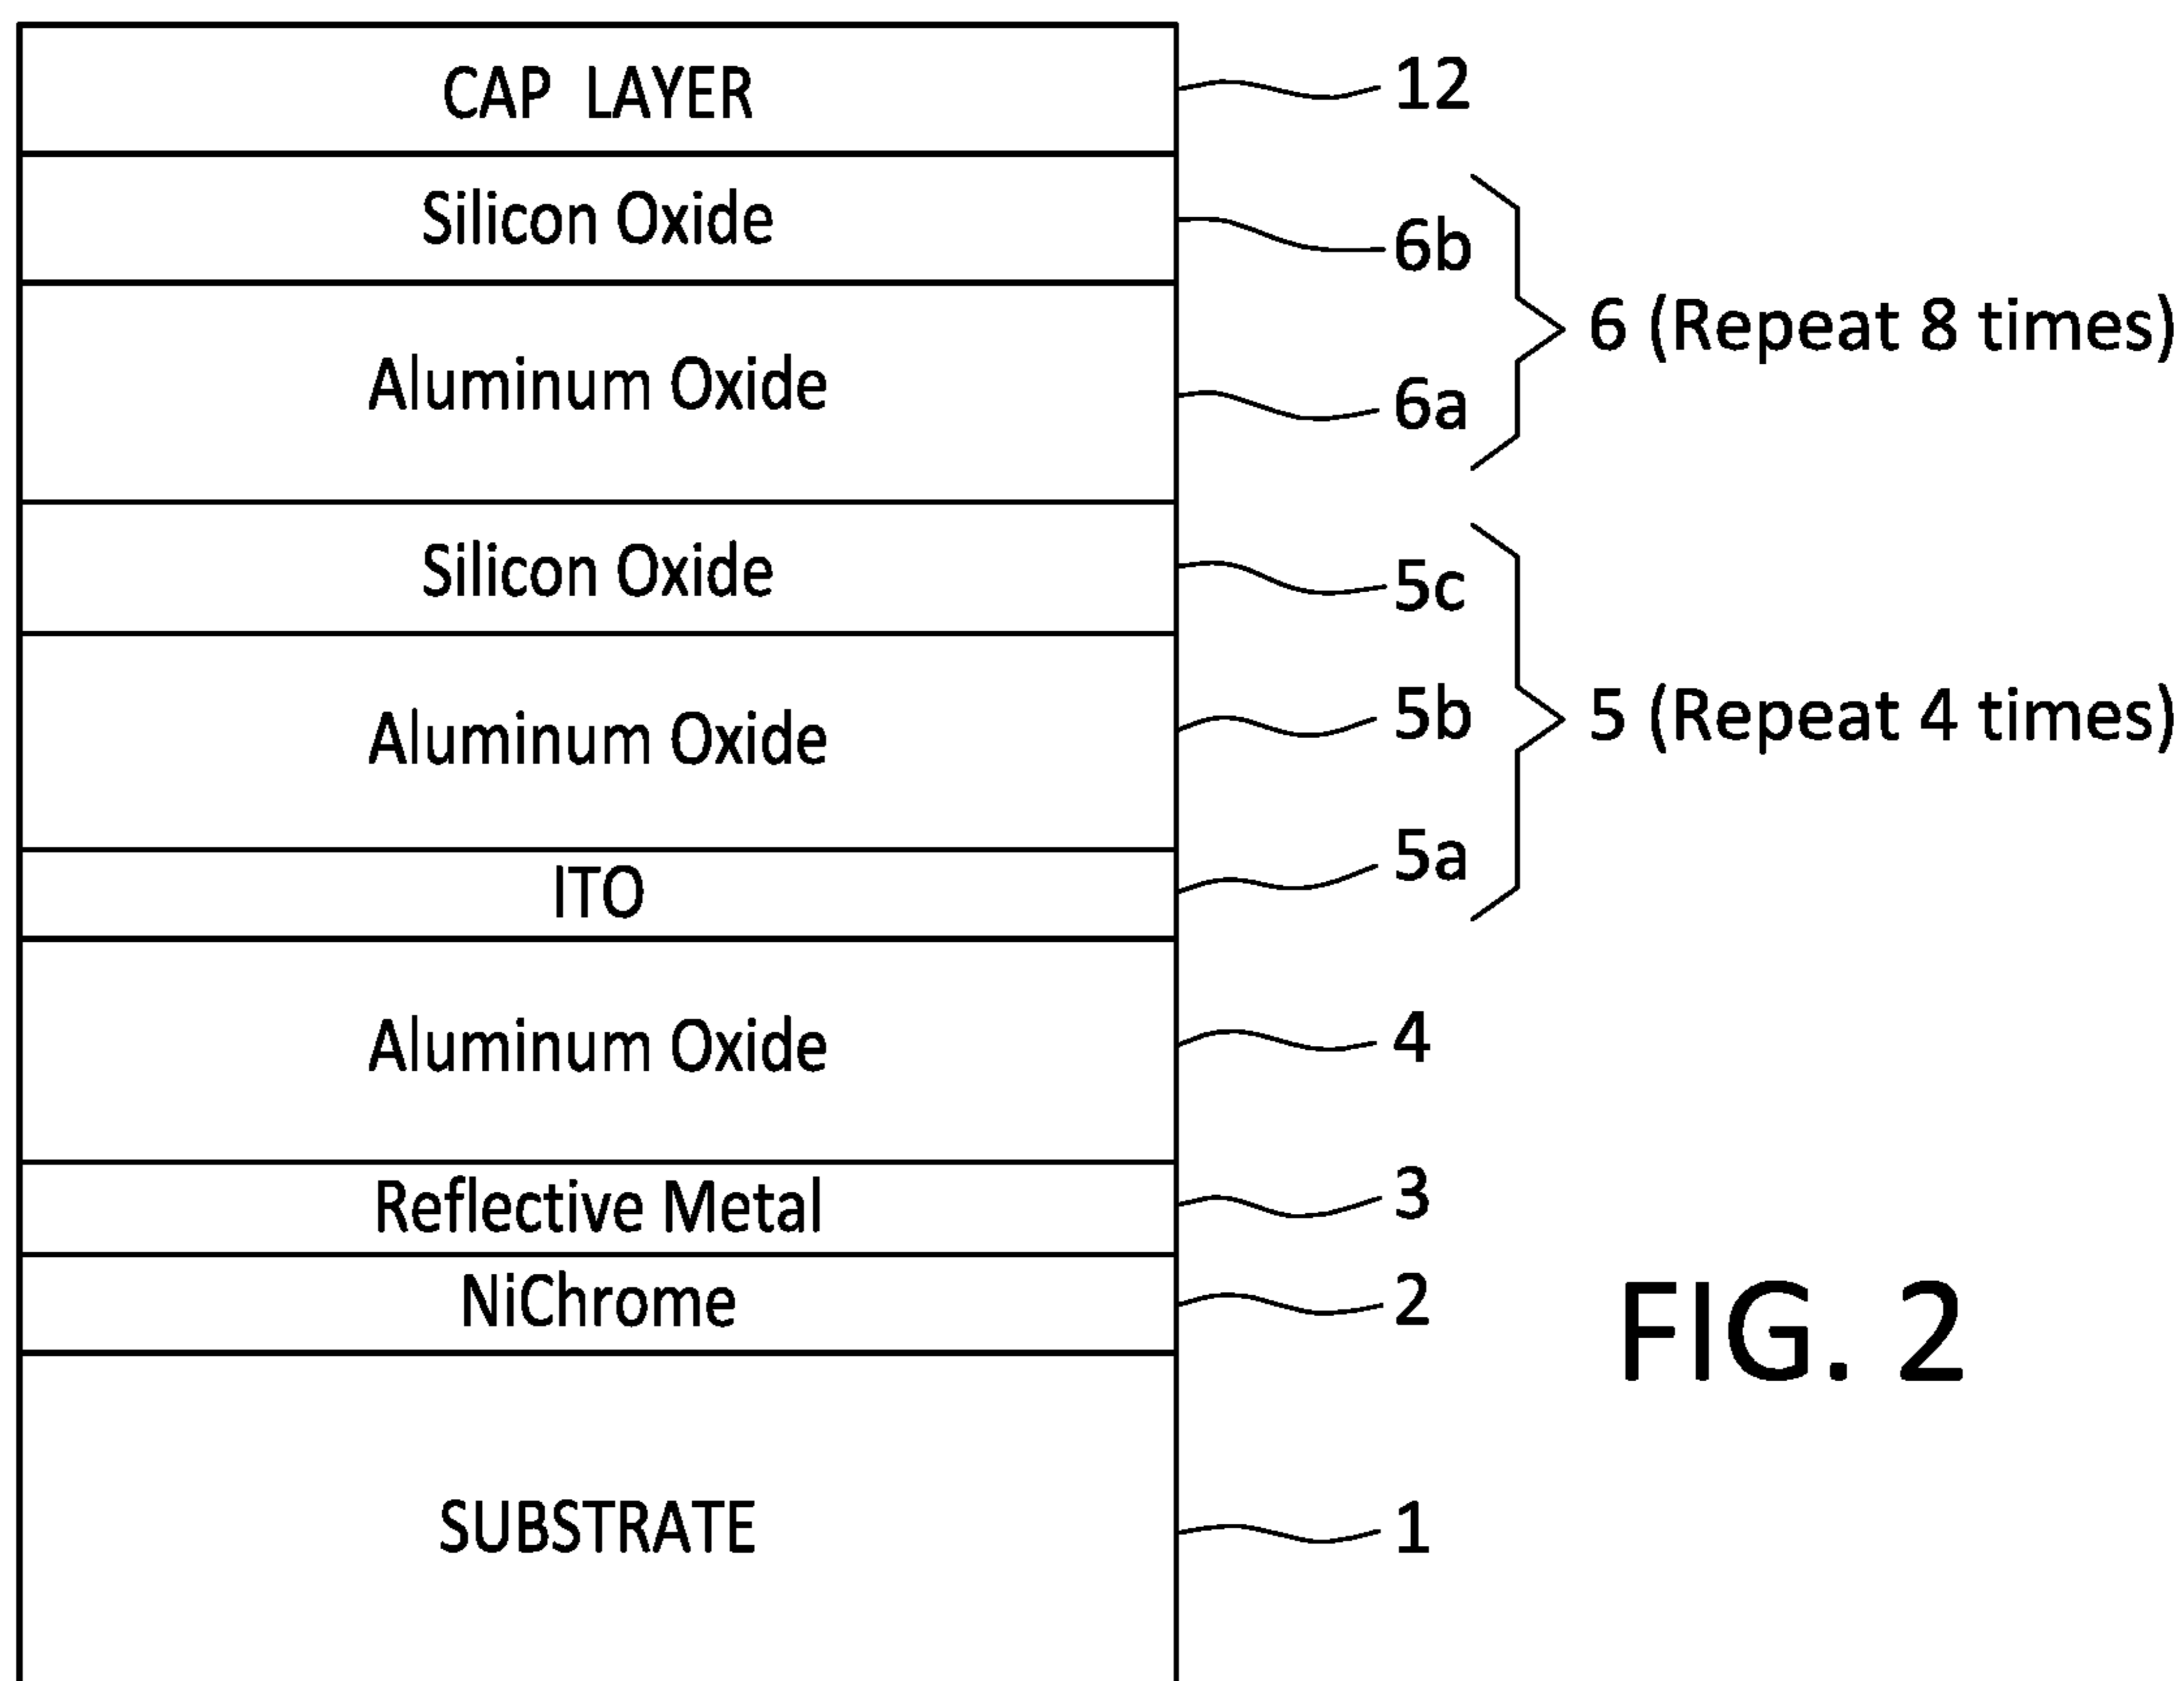 CAP LAYER 12
Silicon Oxide 6b
6 (Repeat 8 times)
Aluminum Oxide 6a
Silicon Oxide 5c
Aluminum Oxide 5b 5 (Repeat 4 times)
ITO 5a
Aluminum Oxide 4
Reflective Metal 3
NiChrome 2
FIG. 2
SUBSTRATE 1